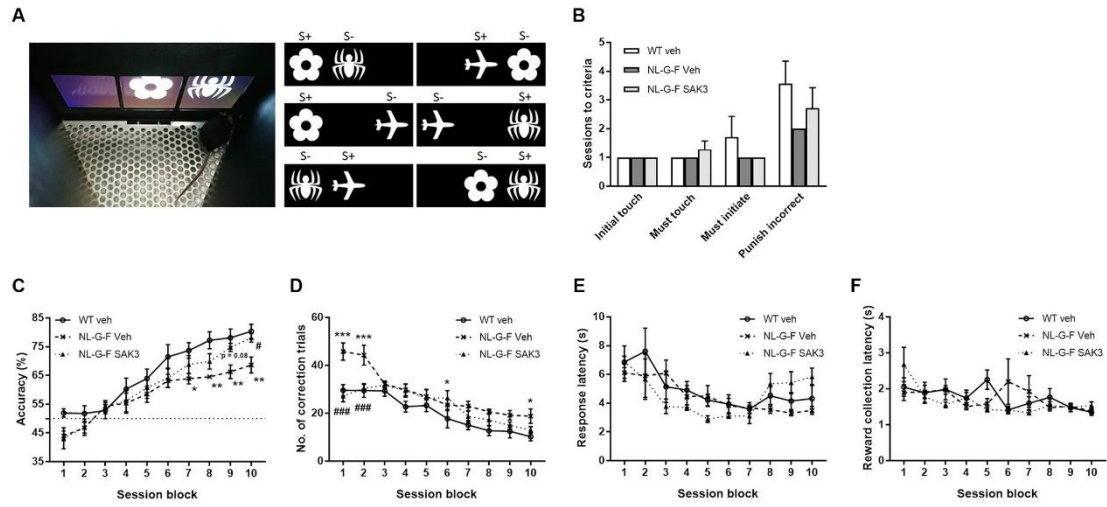 A
S+ S- S+ S-
S+ S- S- S+
S- S+ S- S+
B
Sessions to criteria
5
4
3
2
1
0
WT veh
NL-G-F Veh
NL-G-F SAK3
Initial touch
Must touch
Must initiate
Punish incorrect
C
Accuracy (%)
85
75
65
55
45
35
WT veh
NL-G-F Veh
NL-G-F SAK3
p = 0.08
#
* ** ** **
1 2 3 4 5 6 7 8 9 10
Session block
D
No. of correction trials
60
40
20
0
WT veh
NL-G-F Veh
NL-G-F SAK3
*** ***
* *
### ###
1 2 3 4 5 6 7 8 9 10
Session block
E
Response latency (s)
10
8
6
4
2
0
WT veh
NL-G-F Veh
NL-G-F SAK3
1 2 3 4 5 6 7 8 9 10
Session block
F
Reward collection latency (s)
4
3
2
1
0
WT veh
NL-G-F Veh
NL-G-F SAK3
1 2 3 4 5 6 7 8 9 10
Session block